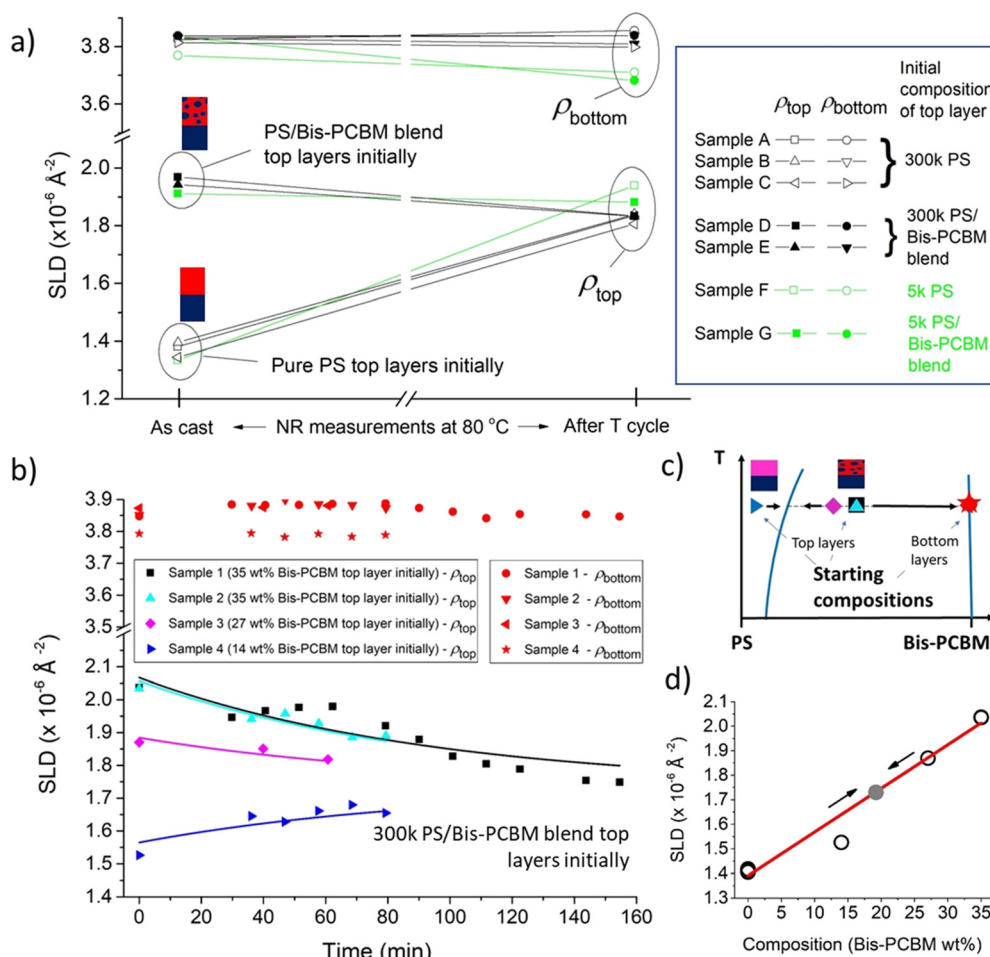 a)
SLD (x10⁻⁶ Å⁻²)
3.8
3.6
2.0
1.8
1.6
1.4
1.2
PS/Bis-PCBM blend
top layers initially
Pure PS top layers initially
ρbottom
ρtop
As cast
NR measurements at 80 °C
After T cycle
Initial
composition
of top layer
ρtop ρbottom
Sample A
Sample B
Sample C
300k PS
Sample D
Sample E
300k PS/
Bis-PCBM
blend
Sample F
5k PS
Sample G
5k PS/
Bis-PCBM
blend
b)
SLD (x 10⁻⁶ Å⁻²)
3.9
3.8
3.7
3.6
3.5
2.1
2.0
1.9
1.8
1.7
1.6
1.5
1.4
Sample 1 (35 wt% Bis-PCBM top layer initially) - ρtop
Sample 2 (35 wt% Bis-PCBM top layer initially) - ρtop
Sample 3 (27 wt% Bis-PCBM top layer initially) - ρtop
Sample 4 (14 wt% Bis-PCBM top layer initially) - ρtop
Sample 1 - ρbottom
Sample 2 - ρbottom
Sample 3 - ρbottom
Sample 4 - ρbottom
300k PS/Bis-PCBM blend top
layers initially
0 20 40 60 80 100 120 140 160
Time (min)
c)
T
Top layers
Bottom
layers
Starting
compositions
PS
Bis-PCBM
d)
SLD (x 10⁻⁶ Å⁻²)
2.1
2.0
1.9
1.8
1.7
1.6
1.5
1.4
1.3
0 5 10 15 20 25 30 35
Composition (Bis-PCBM wt%)